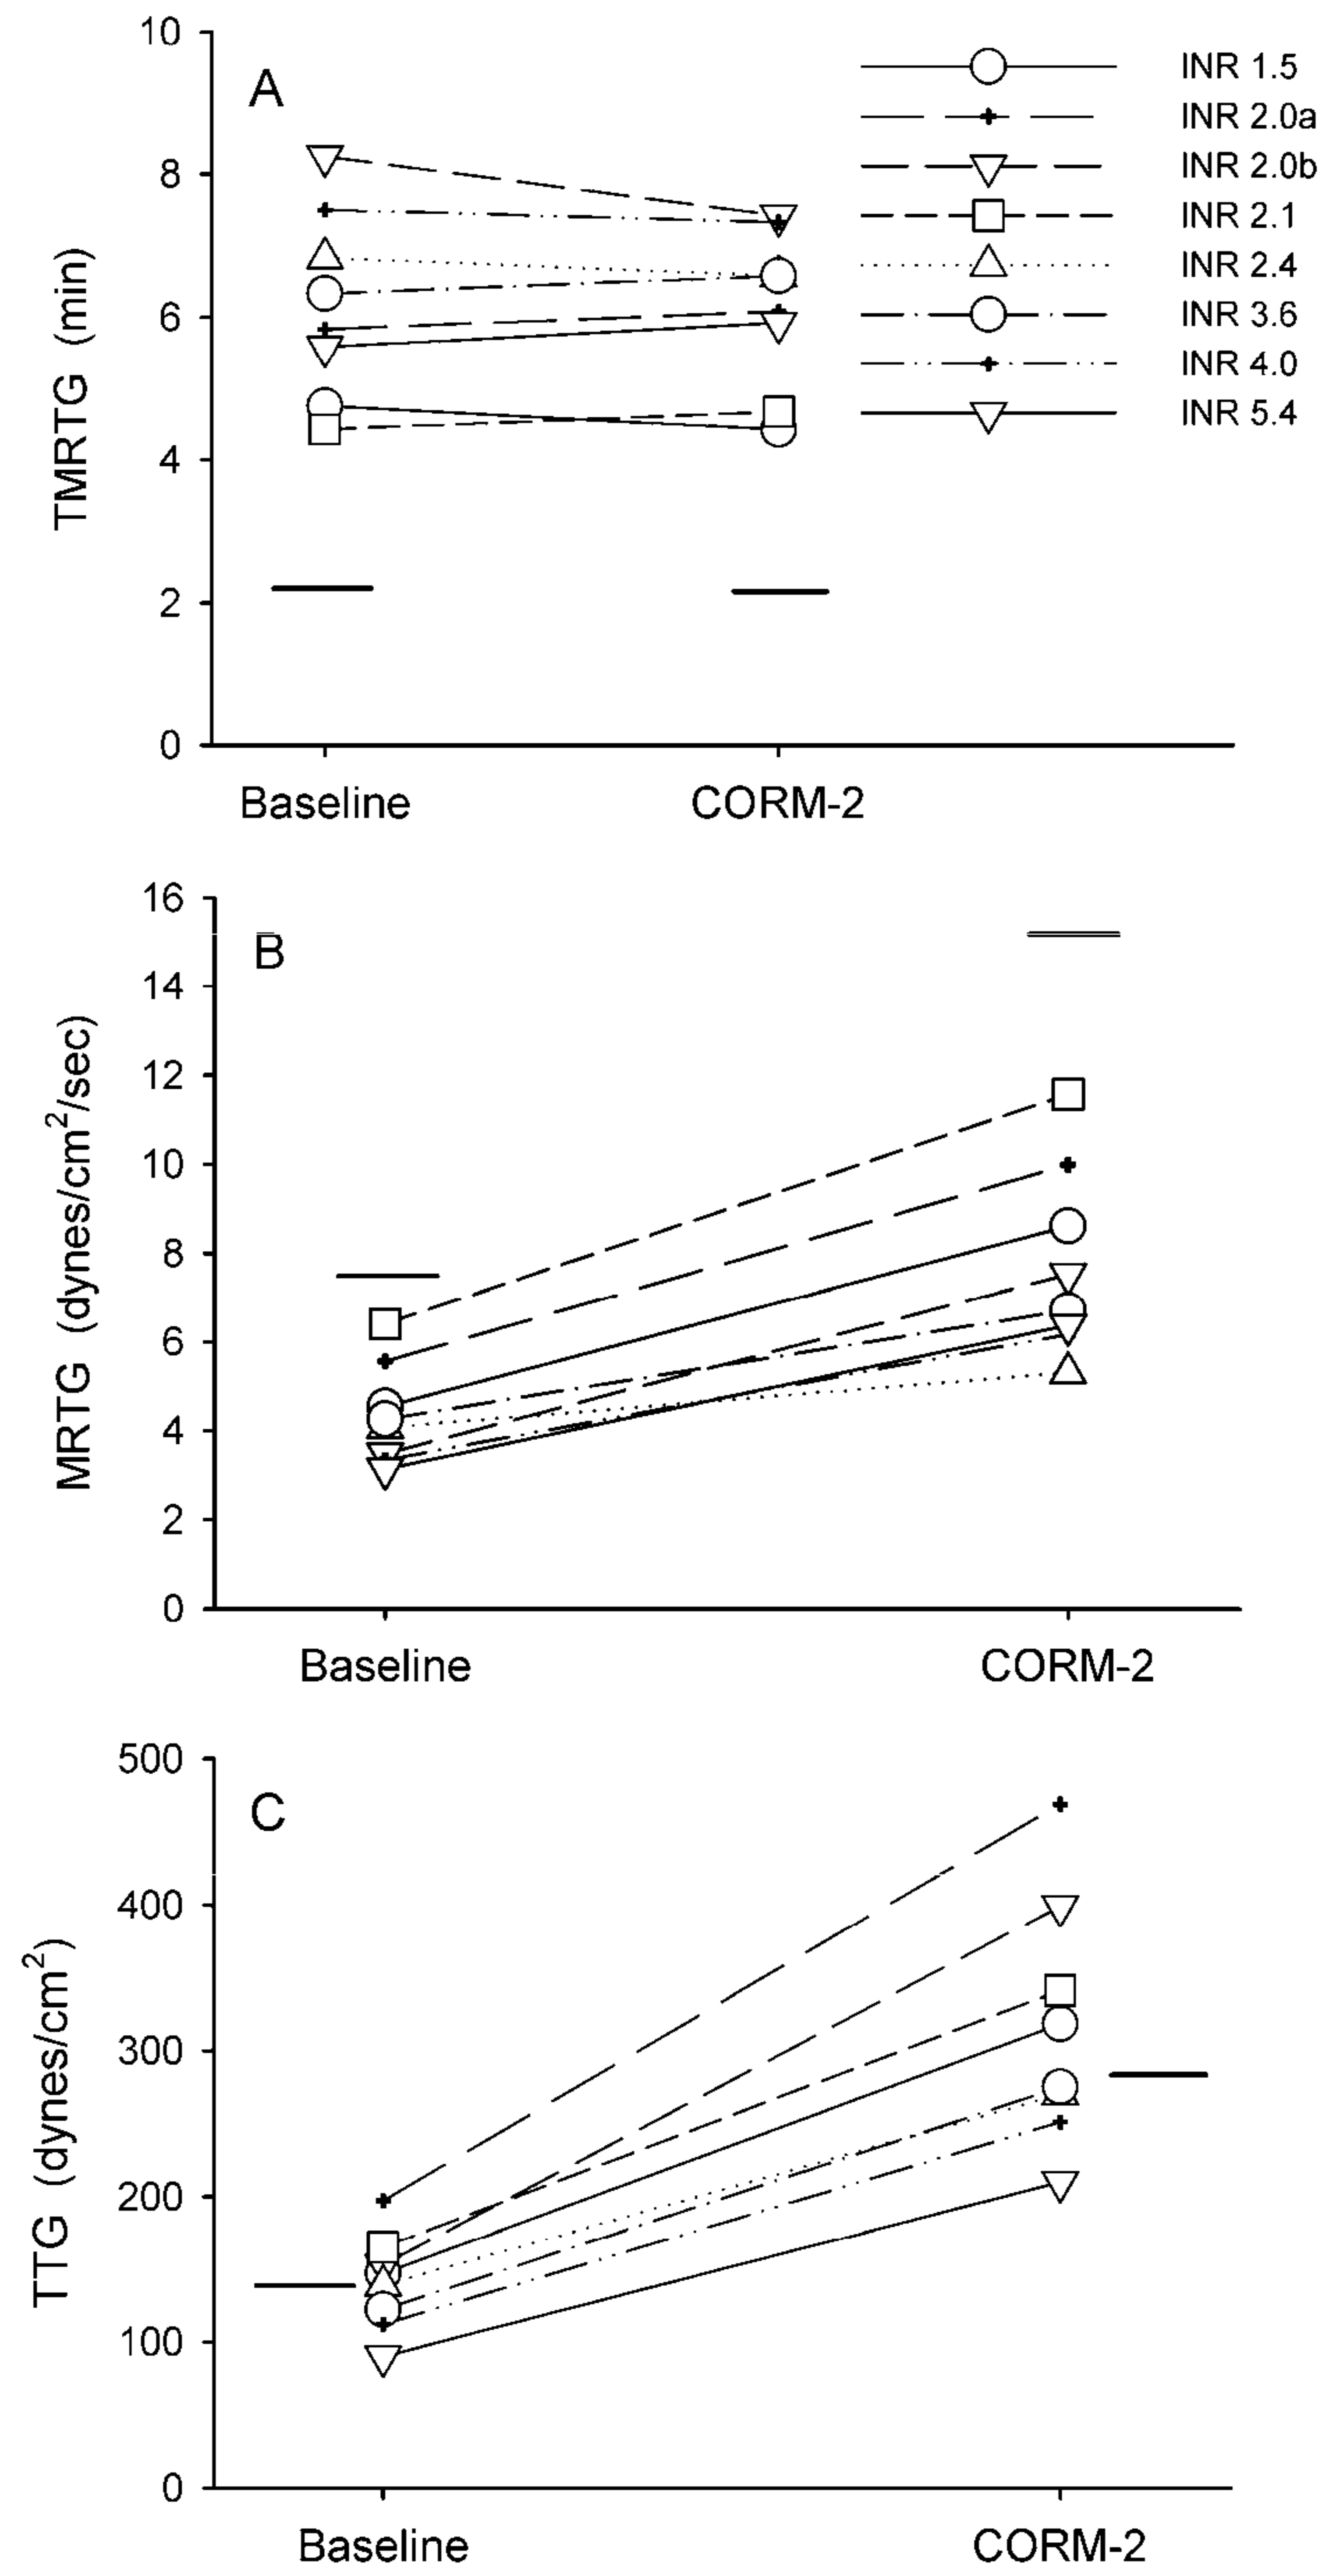 A
TMRTG (min)
10
8
6
4
2
0
Baseline CORM-2
INR 1.5
INR 2.0a
INR 2.0b
INR 2.1
INR 2.4
INR 3.6
INR 4.0
INR 5.4
B
MRTG (dynes/cm²/sec)
16
14
12
10
8
6
4
2
0
Baseline CORM-2
C
TTG (dynes/cm²)
500
400
300
200
100
0
Baseline CORM-2